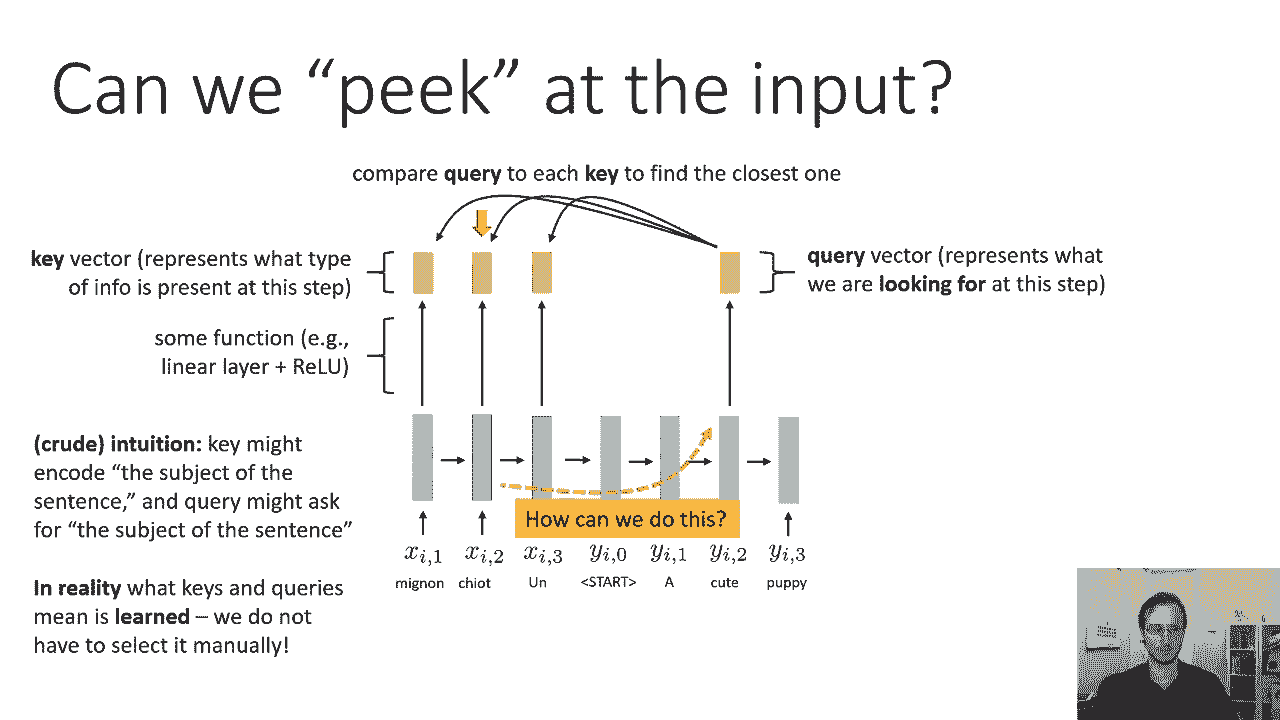 Can we “peek” at the input?
compare query to each key to find the closest one
key vector (represents what type
of info is present at this step)
query vector (represents what
we are looking for at this step)
some function (e.g.,
linear layer + ReLU)
(crude) intuition: key might
encode “the subject of the
sentence,” and query might ask
for “the subject of the sentence”
In reality what keys and queries
mean is learned – we do not
have to select it manually!
How can we do this?
x_{i,1} x_{i,2} x_{i,3} y_{i,0} y_{i,1} y_{i,2} y_{i,3}
mignon chiot Un <START> A cute puppy